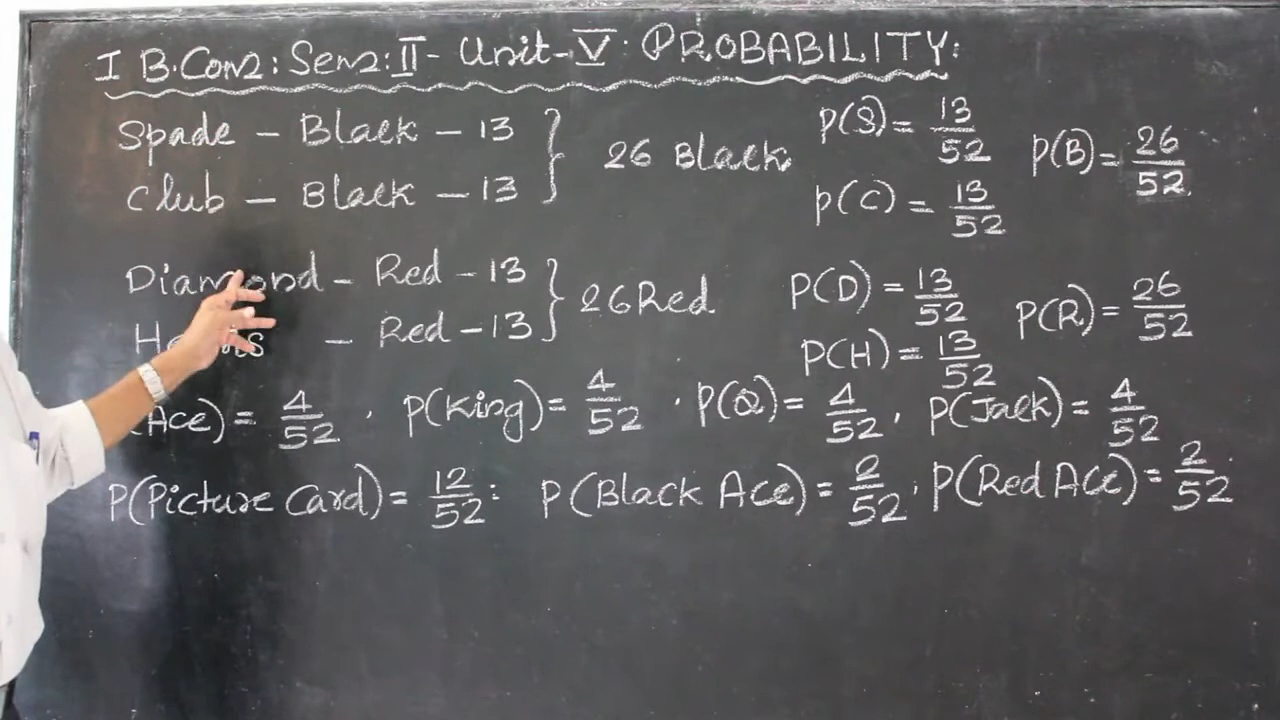 I B.Com: Sem: II - Unit - V. PROBABILITY:
Spade - Black - 13 } 26 Black P(S) = 13/52 P(B) = 26/52.
Club - Black - 13 P(C) = 13/52
Diamond - Red - 13 } 26 Red P(D) = 13/52 P(R) = 26/52
- Red - 13 P(H) = 13/52
(Ace) = 4/52 . P(King) = 4/52 . P(Q) = 4/52 , P(Jack) = 4/52
P(Picture Card) = 12/52 : P(Black Ace) = 2/52 , P(Red Ace) = 2/52